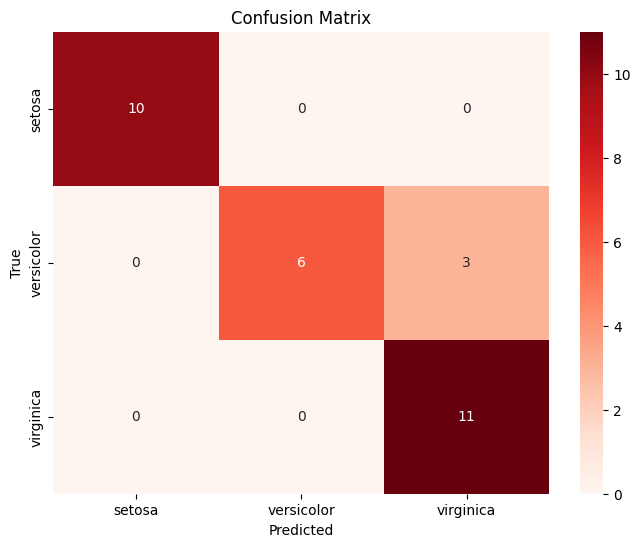 Confusion Matrix
True
setosa
10 0 0
versicolor
0 6 3
virginica
0 0 11
setosa versicolor virginica
Predicted
10
8
6
4
2
0